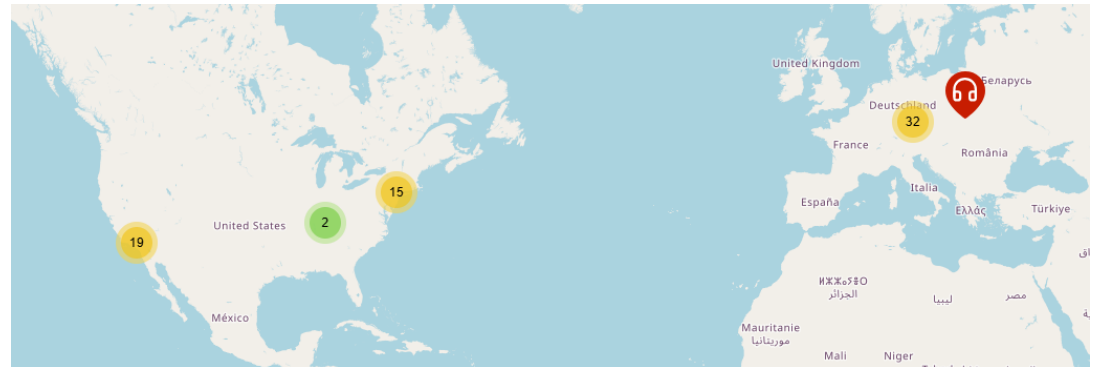 United Kingdom
Беларусь
Deutschland
32
France
România
15
Italia
España
Ελλάς
Türkiye
2
United States
19
ⵍⵣⵣⴰⵢⴻⵔ
الجزائر
ليبيا
مصر
México
Mauritanie
موريتانيا
Mali
Niger